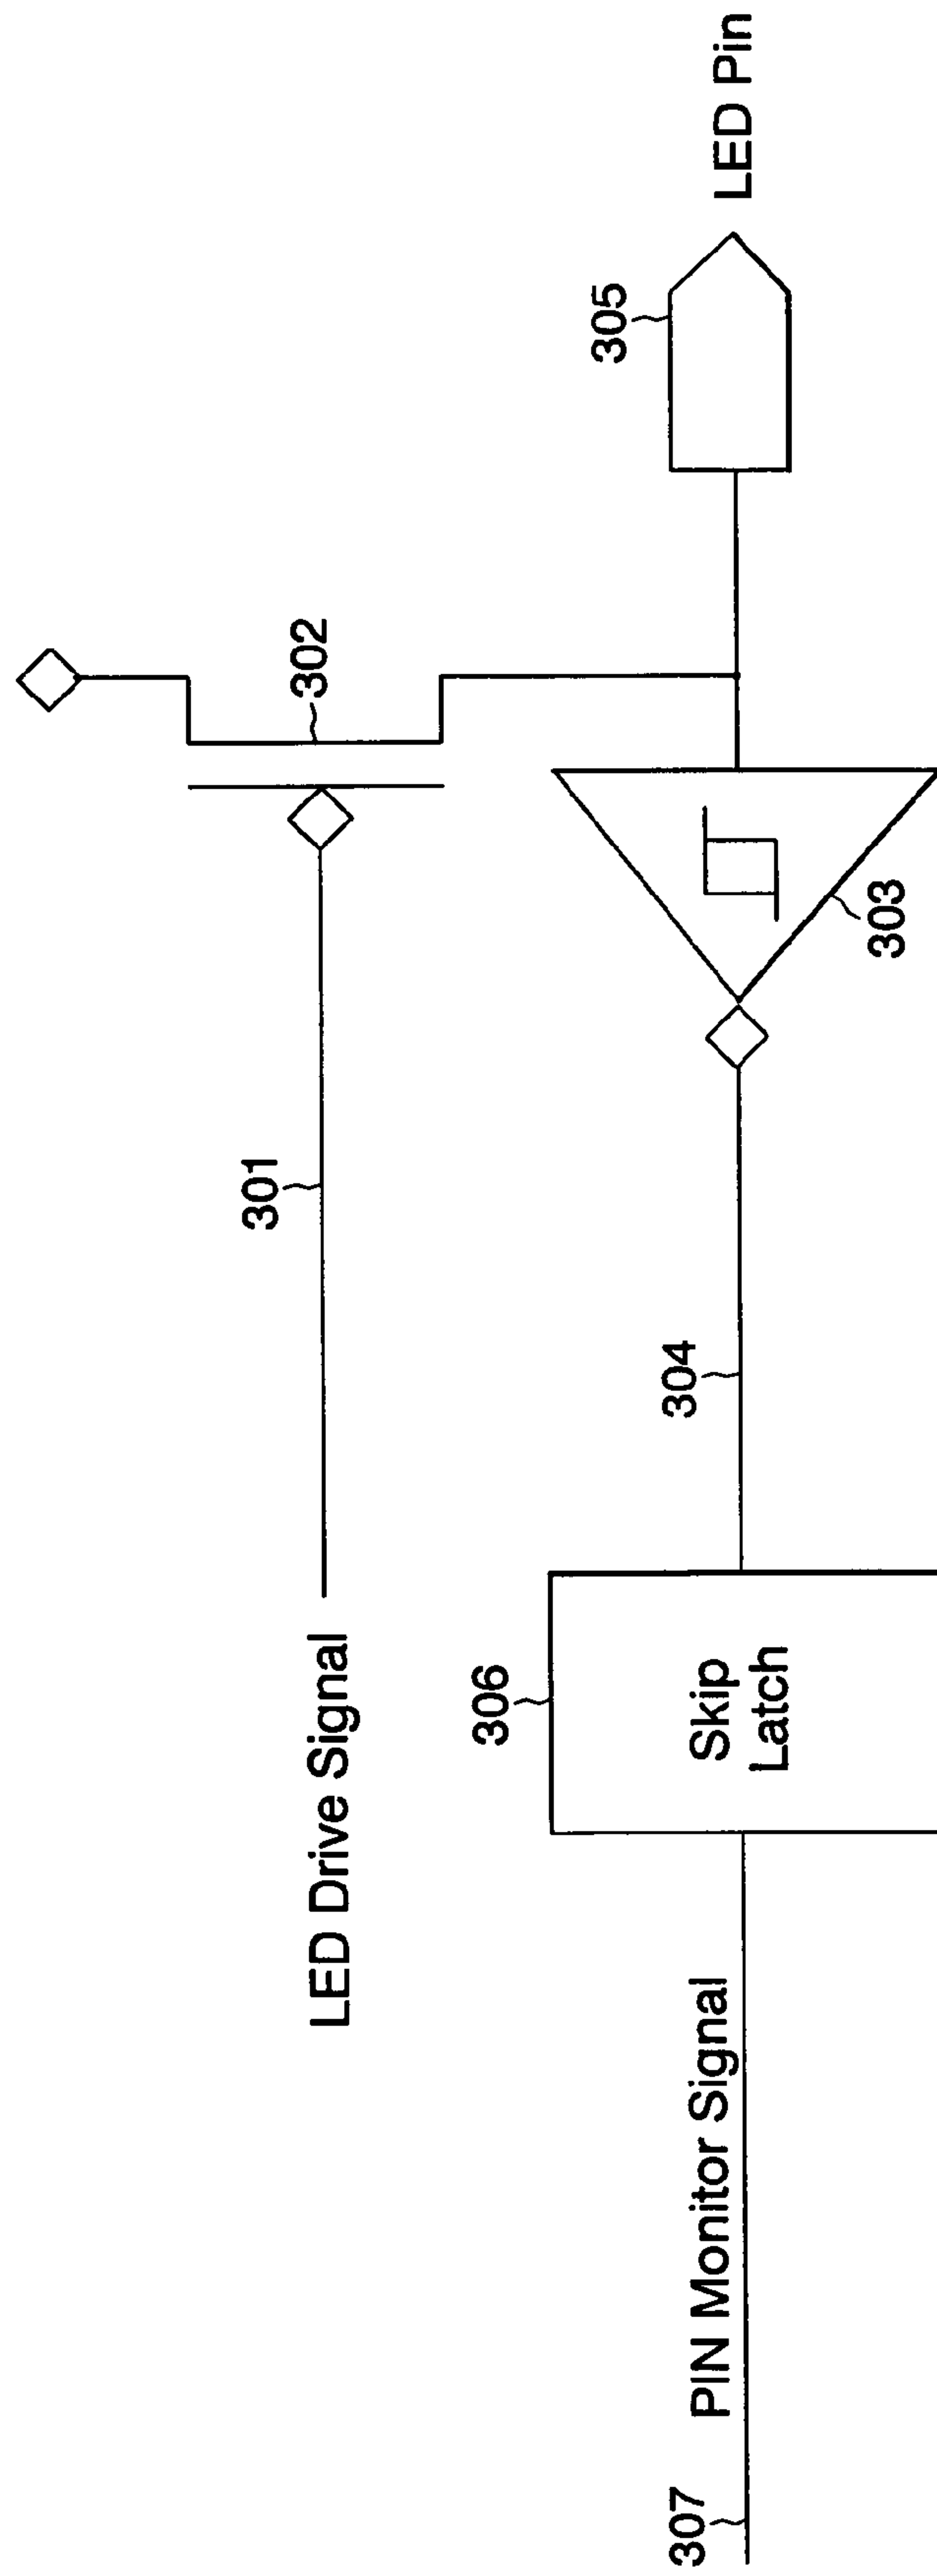 LED Drive Signal
301
302
305
LED Pin
307
PIN Monitor Signal
306
Skip
Latch
304
303